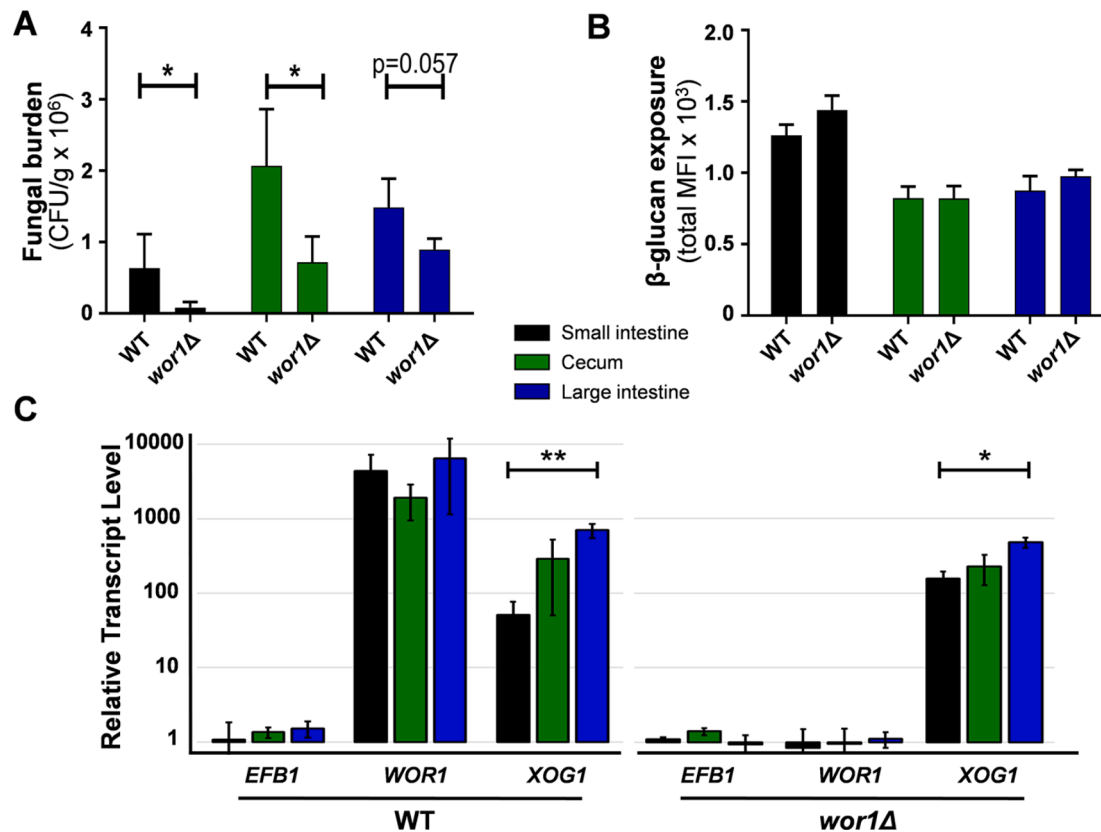 A
Fungal burden
(CFU/g x 10⁶)
4
3
2
1
0
*
*
p=0.057
WT
wor1Δ
WT
wor1Δ
WT
wor1Δ
B
β-glucan exposure
(total MFI x 10³)
2.0
1.5
1.0
0.5
0
WT
wor1Δ
WT
wor1Δ
WT
wor1Δ
Small intestine
Cecum
Large intestine
C
Relative Transcript Level
10000
1000
100
10
1
**
*
EFB1 WOR1 XOG1 EFB1 WOR1 XOG1
WT wor1Δ